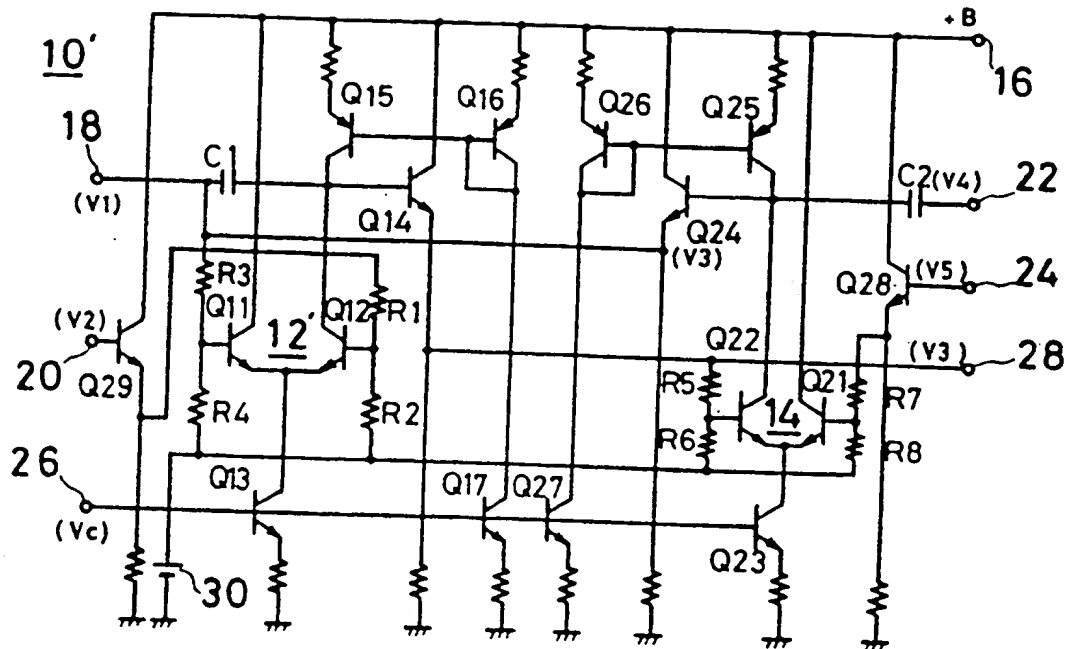 10'
+B
16
Q15
Q16
Q26
Q25
18
C1
C2
(V4)
22
(V1)
Q14
Q24
(V3)
R3
Q28
(V5)
24
(V2)
Q11
12'
Q12
R1
Q22
(V3)
28
20
Q29
R4
R2
R5
14
Q21
R7
R6
R8
26
Q13
Q17
Q27
(Vc)
Q23
30